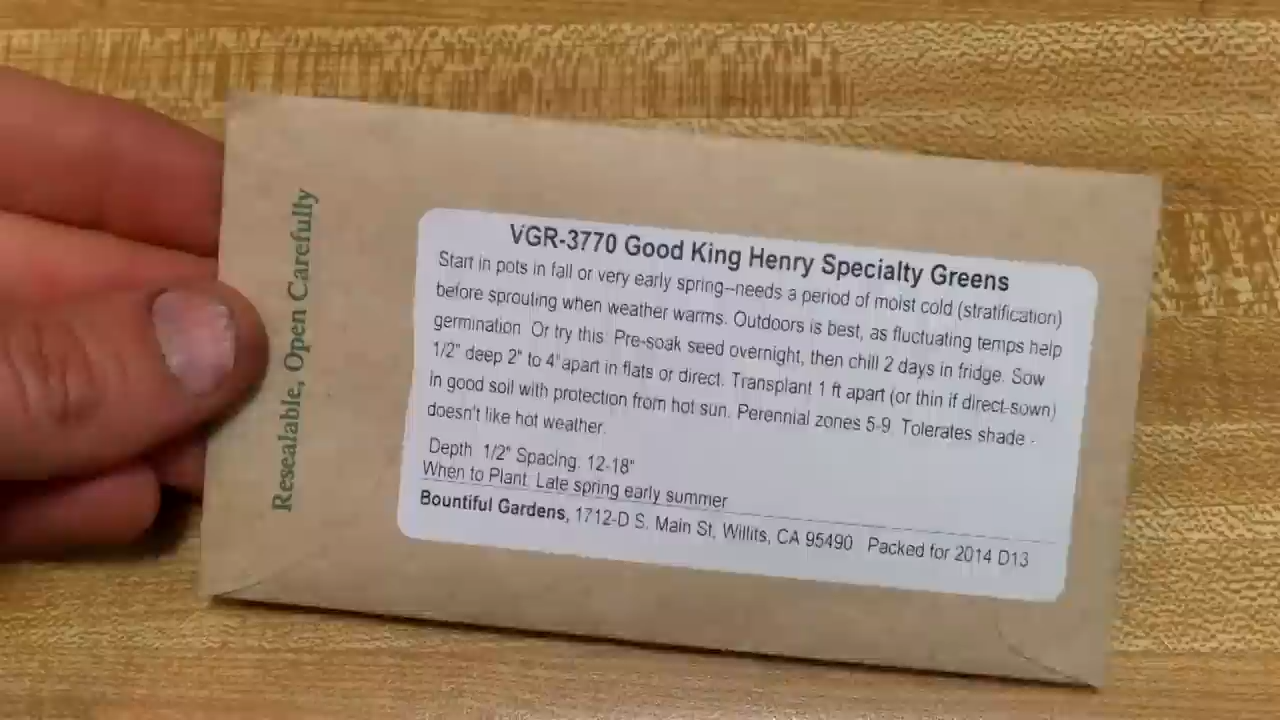 Resealable, Open Carefully
VGR-3770 Good King Henry Specialty Greens
Start in pots in fall or very early spring--needs a period of moist cold (stratification)
before sprouting when weather warms. Outdoors is best, as fluctuating temps help
germination. Or try this: Pre-soak seed overnight, then chill 2 days in fridge. Sow
1/2" deep 2" to 4" apart in flats or direct. Transplant 1 ft apart (or thin if direct-sown)
in good soil with protection from hot sun. Perennial zones 5-9. Tolerates shade -
doesn't like hot weather.
Depth: 1/2" Spacing: 12-18"
When to Plant: Late spring early summer
Bountiful Gardens, 1712-D S. Main St, Willits, CA 95490 Packed for 2014 D13